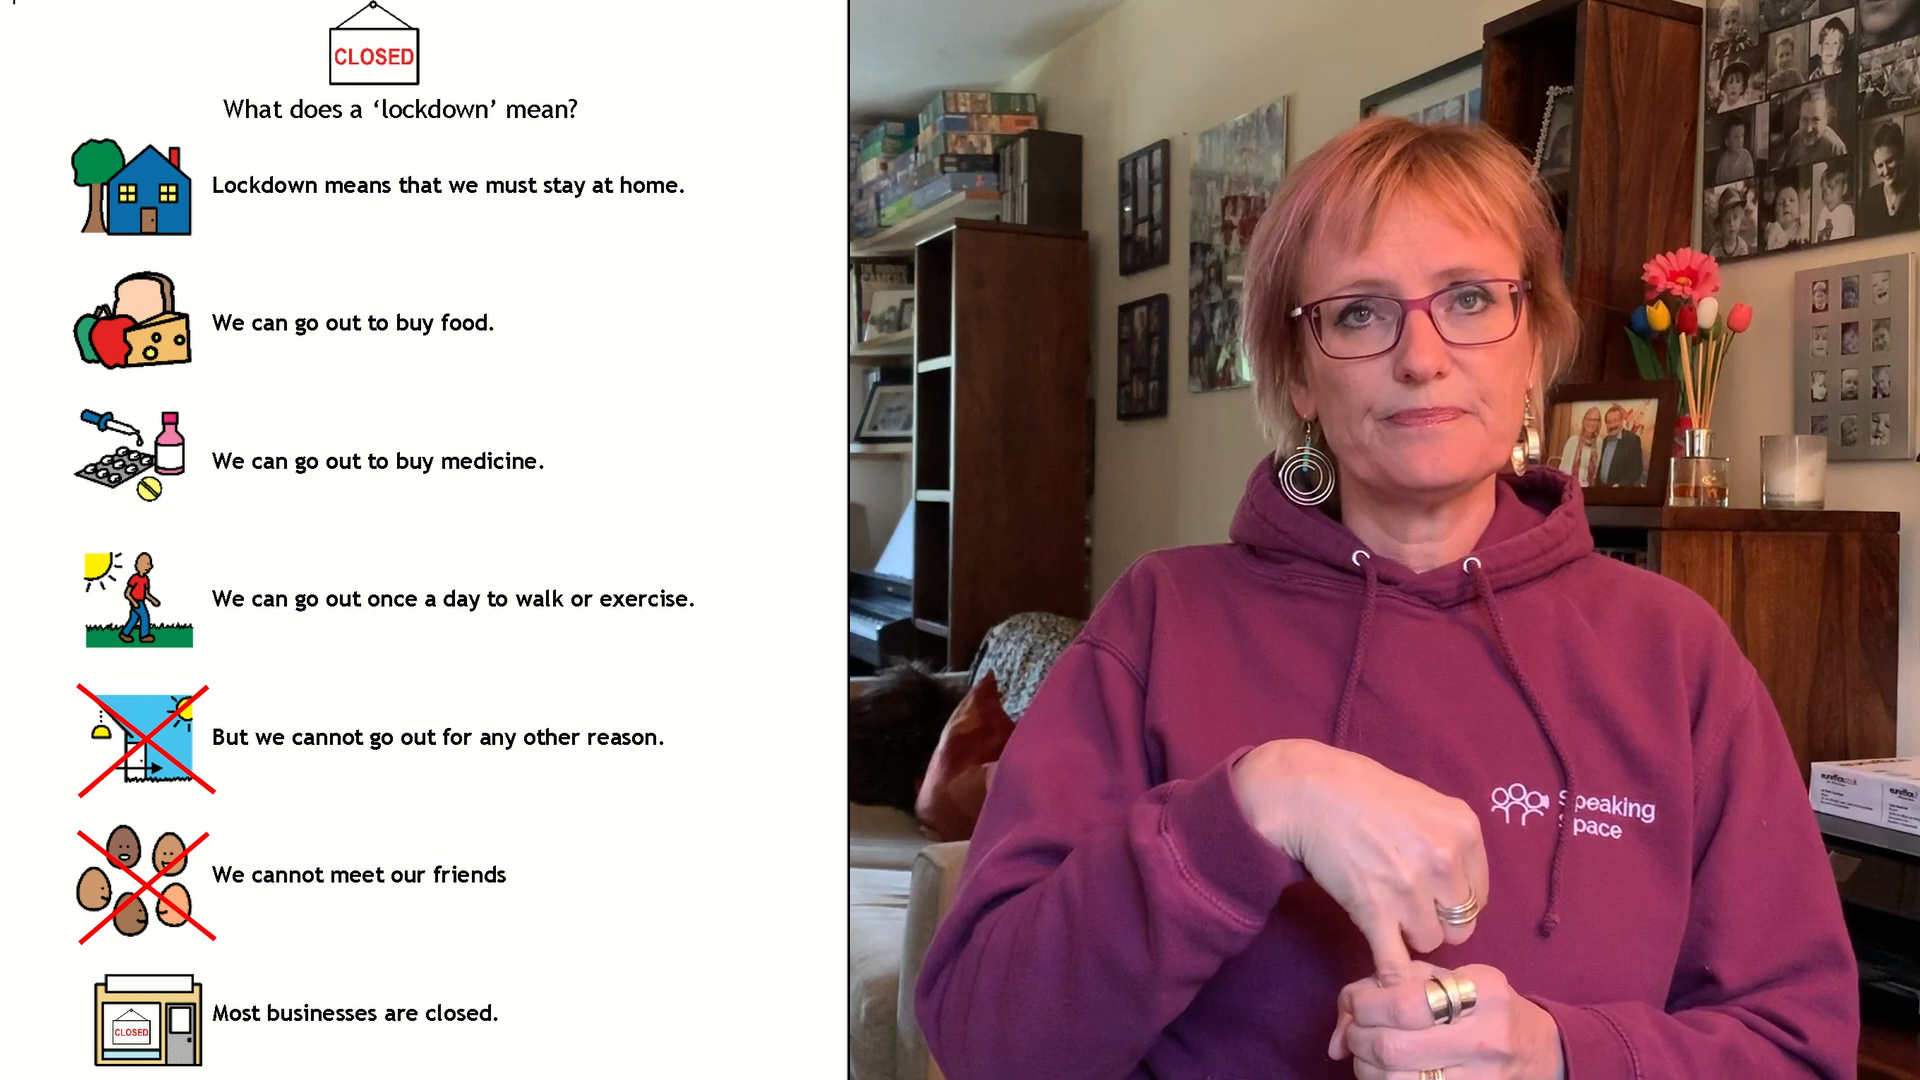 CLOSED
What does a ‘lockdown’ mean?
Lockdown means that we must stay at home.
We can go out to buy food.
We can go out to buy medicine.
We can go out once a day to walk or exercise.
But we cannot go out for any other reason.
We cannot meet our friends
CLOSED
Most businesses are closed.
Speaking
Space